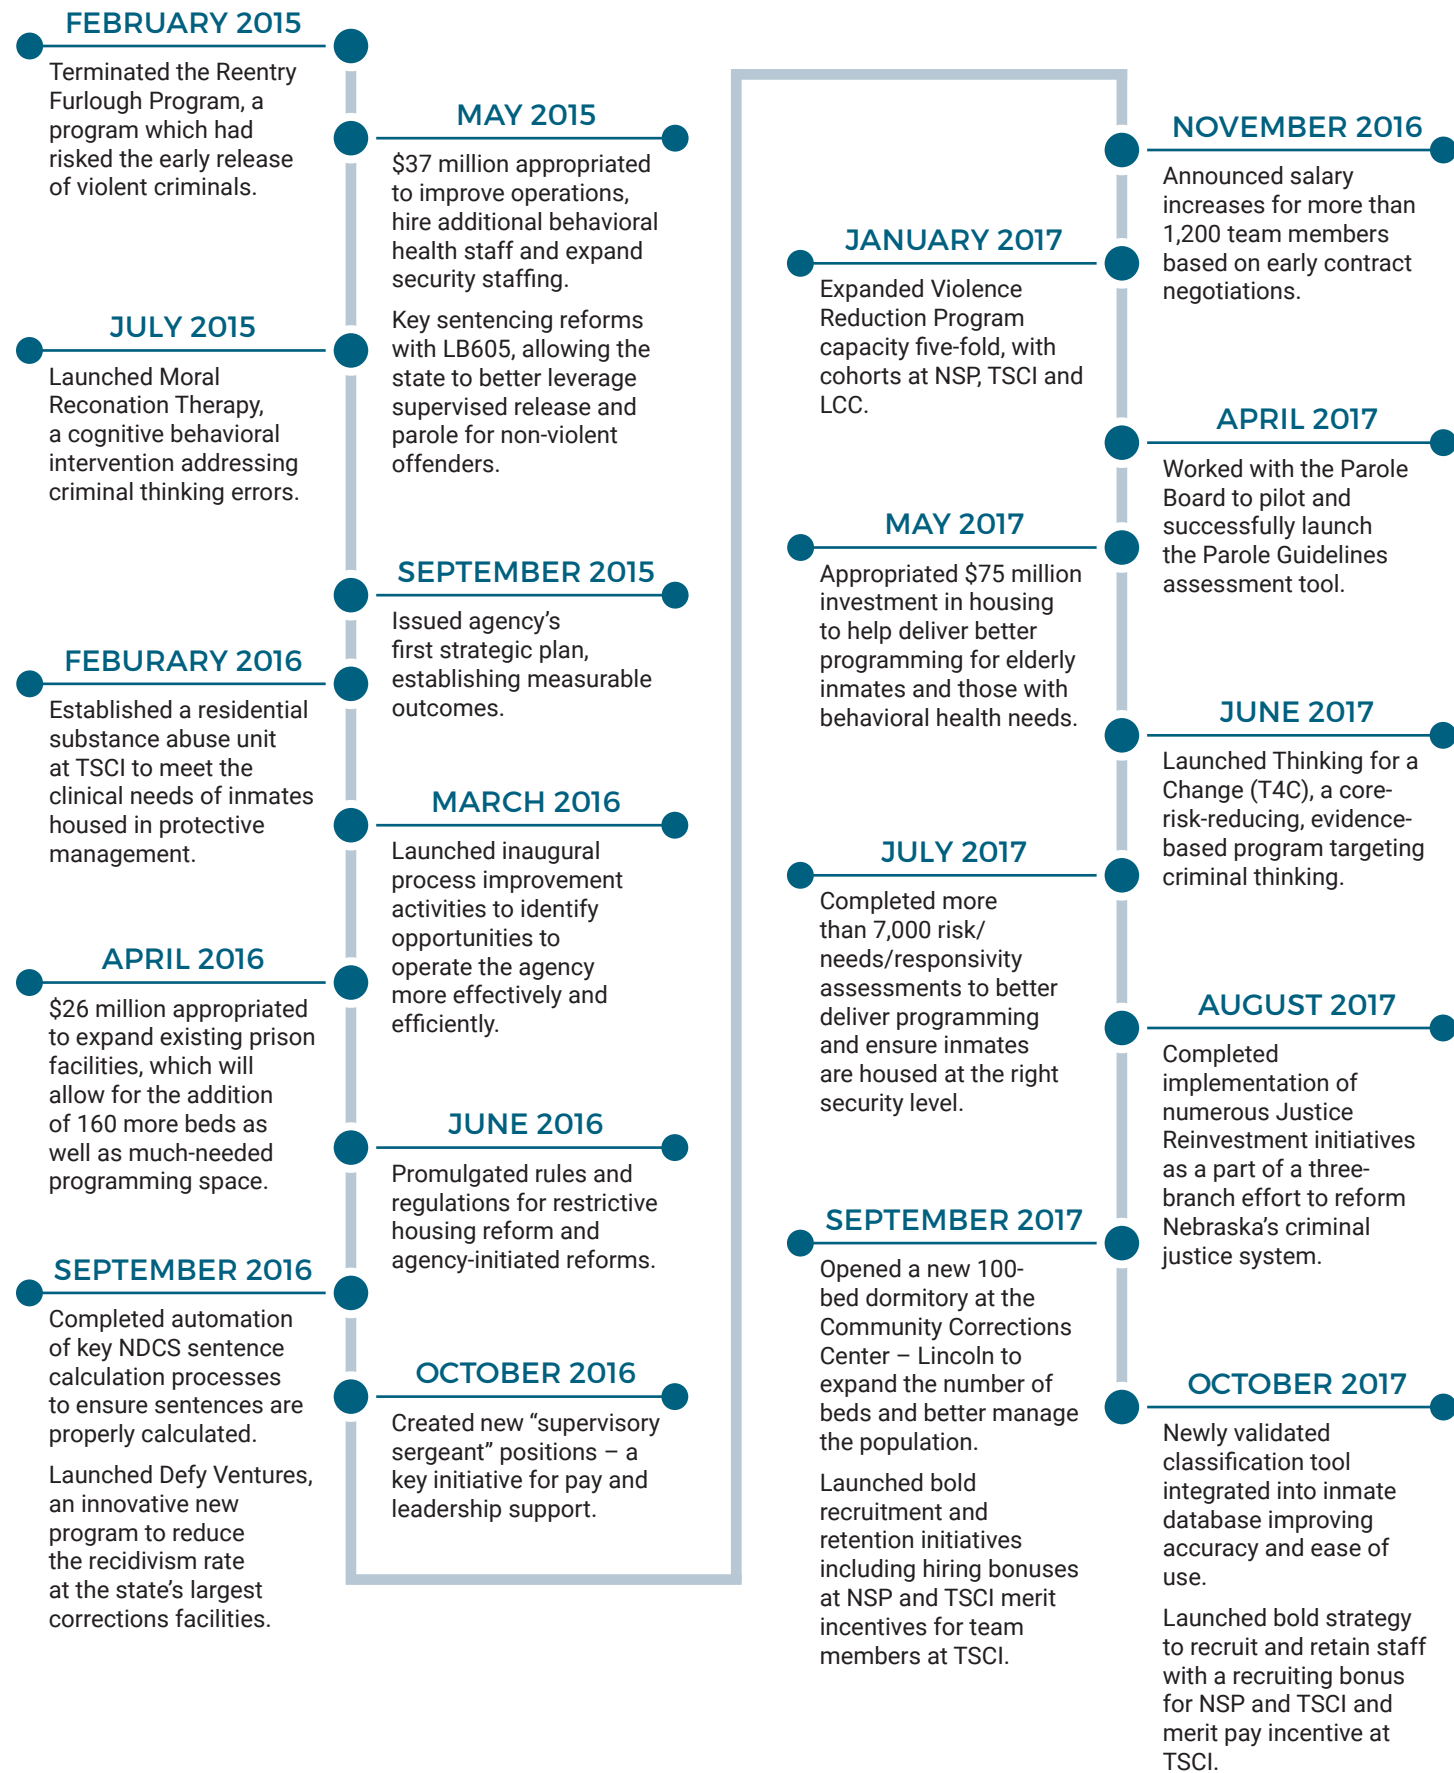 FEBRUARY 2015
Terminated the Reentry
Furlough Program, a
program which had
risked the early release
of violent criminals.
MAY 2015
$37 million appropriated
to improve operations,
hire additional behavioral
health staff and expand
security staffing.
Key sentencing reforms
with LB605, allowing the
state to better leverage
supervised release and
parole for non-violent
offenders.
JULY 2015
Launched Moral
Reconation Therapy,
a cognitive behavioral
intervention addressing
criminal thinking errors.
SEPTEMBER 2015
Issued agency's
first strategic plan,
establishing measurable
outcomes.
FEBURARY 2016
Established a residential
substance abuse unit
at TSCI to meet the
clinical needs of inmates
housed in protective
management.
MARCH 2016
Launched inaugural
process improvement
activities to identify
opportunities to
operate the agency
more effectively and
efficiently.
APRIL 2016
$26 million appropriated
to expand existing prison
facilities, which will
allow for the addition
of 160 more beds as
well as much-needed
programming space.
JUNE 2016
Promulgated rules and
regulations for restrictive
housing reform and
agency-initiated reforms.
SEPTEMBER 2016
Completed automation
of key NDCS sentence
calculation processes
to ensure sentences are
properly calculated.
Launched Defy Ventures,
an innovative new
program to reduce
the recidivism rate
at the state's largest
corrections facilities.
OCTOBER 2016
Created new “supervisory
sergeant” positions – a
key initiative for pay and
leadership support.
NOVEMBER 2016
Announced salary
increases for more than
1,200 team members
based on early contract
negotiations.
JANUARY 2017
Expanded Violence
Reduction Program
capacity five-fold, with
cohorts at NSP, TSCI and
LCC.
APRIL 2017
Worked with the Parole
Board to pilot and
successfully launch
the Parole Guidelines
assessment tool.
MAY 2017
Appropriated $75 million
investment in housing
to help deliver better
programming for elderly
inmates and those with
behavioral health needs.
JUNE 2017
Launched Thinking for a
Change (T4C), a core-
risk-reducing, evidence-
based program targeting
criminal thinking.
JULY 2017
Completed more
than 7,000 risk/
needs/responsivity
assessments to better
deliver programming
and ensure inmates
are housed at the right
security level.
AUGUST 2017
Completed
implementation of
numerous Justice
Reinvestment initiatives
as a part of a three-
branch effort to reform
Nebraska's criminal
justice system.
SEPTEMBER 2017
Opened a new 100-
bed dormitory at the
Community Corrections
Center – Lincoln to
expand the number of
beds and better manage
the population.
Launched bold
recruitment and
retention initiatives
including hiring bonuses
at NSP and TSCI merit
incentives for team
members at TSCI.
OCTOBER 2017
Newly validated
classification tool
integrated into inmate
database improving
accuracy and ease of
use.
Launched bold strategy
to recruit and retain staff
with a recruiting bonus
for NSP and TSCI and
merit pay incentive at
TSCI.